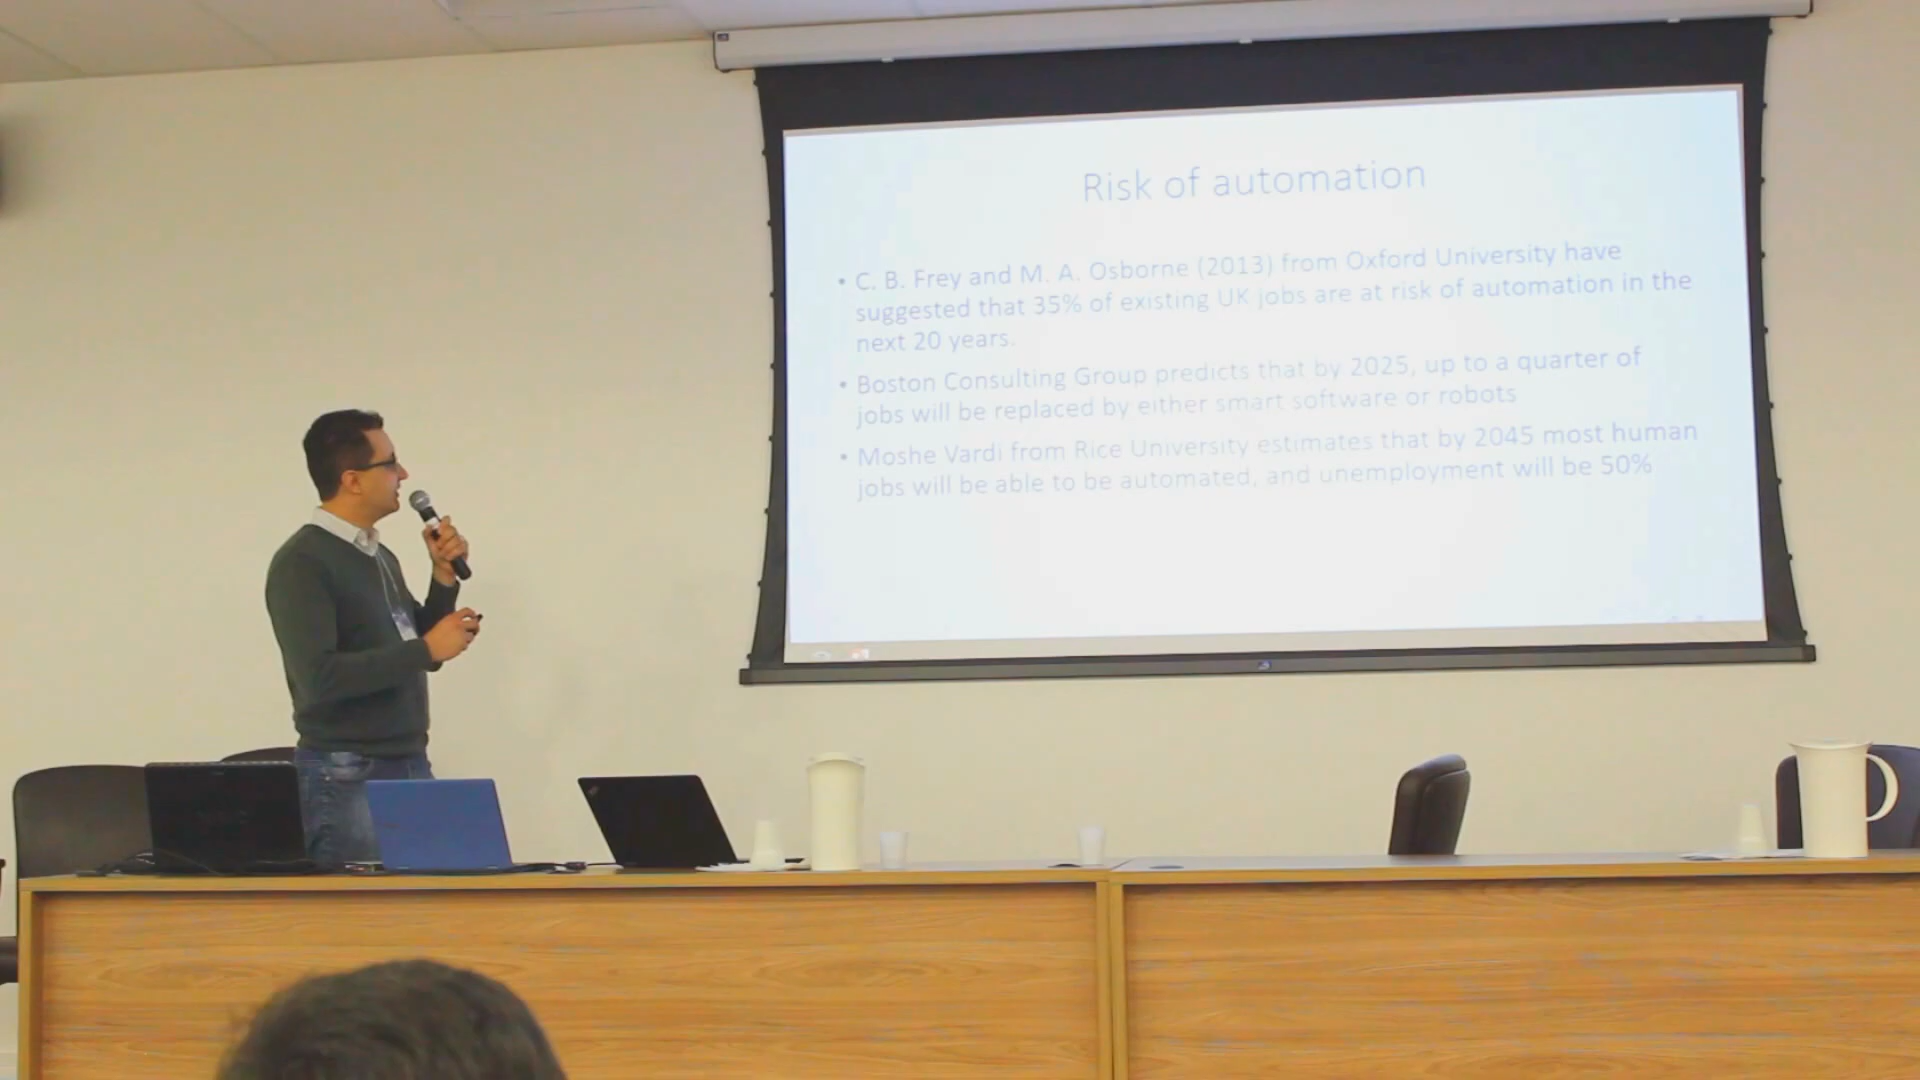 Risk of automation
• C. B. Frey and M. A. Osborne (2013) from Oxford University have
suggested that 35% of existing UK jobs are at risk of automation in the
next 20 years.
• Boston Consulting Group predicts that by 2025, up to a quarter of
jobs will be replaced by either smart software or robots
• Moshe Vardi from Rice University estimates that by 2045 most human
jobs will be able to be automated, and unemployment will be 50%